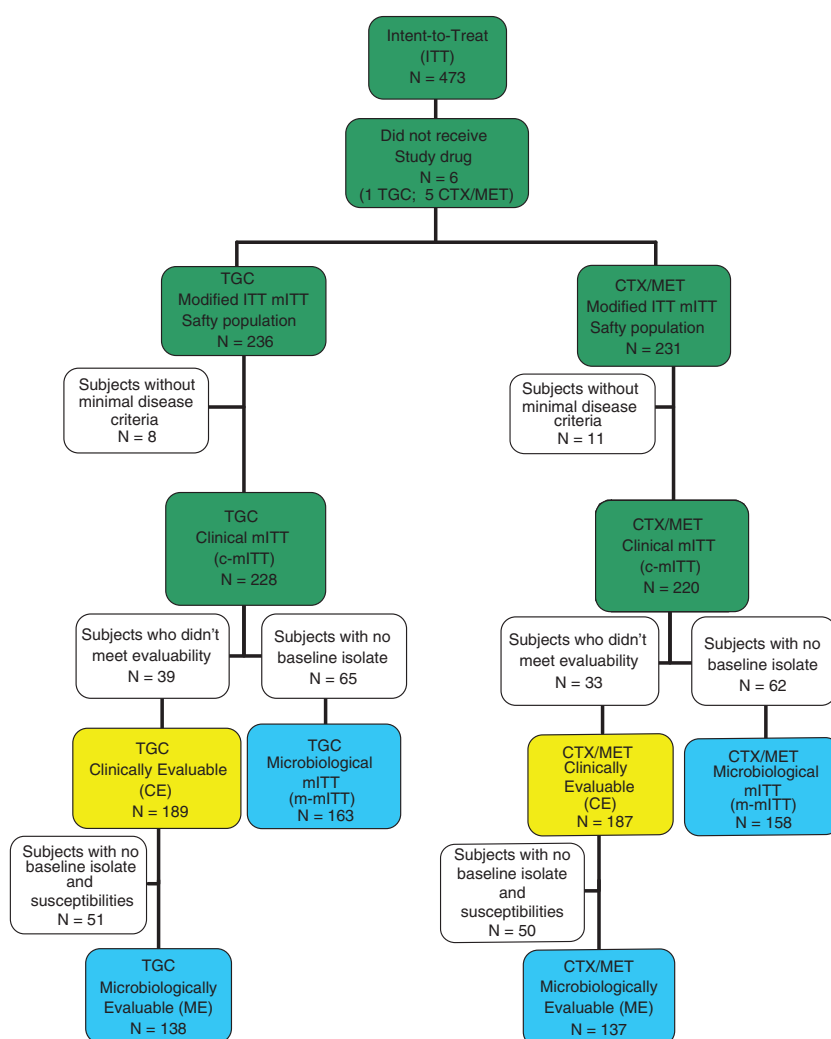 Intent-to-Treat
(ITT)
N = 473
Did not receive
Study drug
N = 6
(1 TGC; 5 CTX/MET)
TGC
Modified ITT mITT
Safty population
N = 236
CTX/MET
Modified ITT mITT
Safty population
N = 231
Subjects without
minimal disease
criteria
N = 8
Subjects without
minimal disease
criteria
N = 11
TGC
Clinical mITT
(c-mITT)
N = 228
CTX/MET
Clinical mITT
(c-mITT)
N = 220
Subjects who didn't
meet evaluability
N = 39
Subjects with no
baseline isolate
N = 65
Subjects who didn't
meet evaluability
N = 33
Subjects with no
baseline isolate
N = 62
TGC
Clinically Evaluable
(CE)
N = 189
TGC
Microbiological
mITT
(m-mITT)
N = 163
CTX/MET
Clinically
Evaluable
(CE)
N = 187
CTX/MET
Microbiological
mITT
(m-mITT)
N = 158
Subjects with no
baseline isolate
and
susceptibilities
N = 51
Subjects with no
baseline isolate
and
susceptibilities
N = 50
TGC
Microbiologically
Evaluable (ME)
N = 138
CTX/MET
Microbiologically
Evaluable (ME)
N = 137